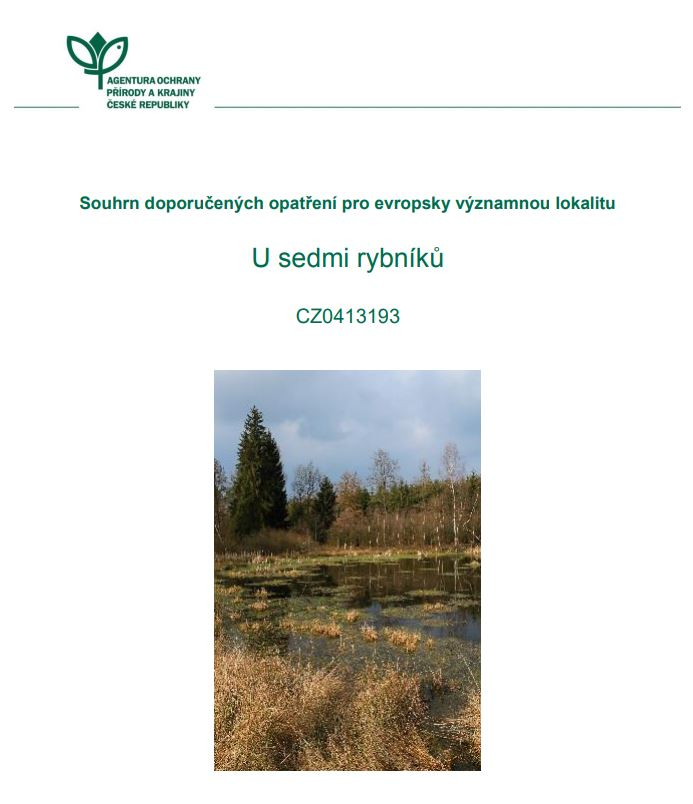 AGENTURA OCHRANY
PŘÍRODY A KRAJINY
ČESKÉ REPUBLIKY
Souhrn doporučených opatření pro evropsky významnou lokalitu
U sedmi rybníků
CZ0413193